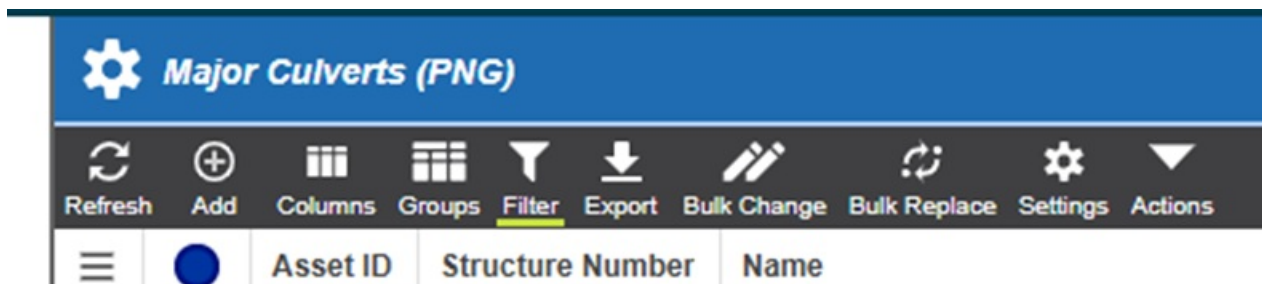 Major Culverts (PNG)
Refresh Add Columns Groups Filter Export Bulk Change Bulk Replace Settings Actions
Asset ID Structure Number Name